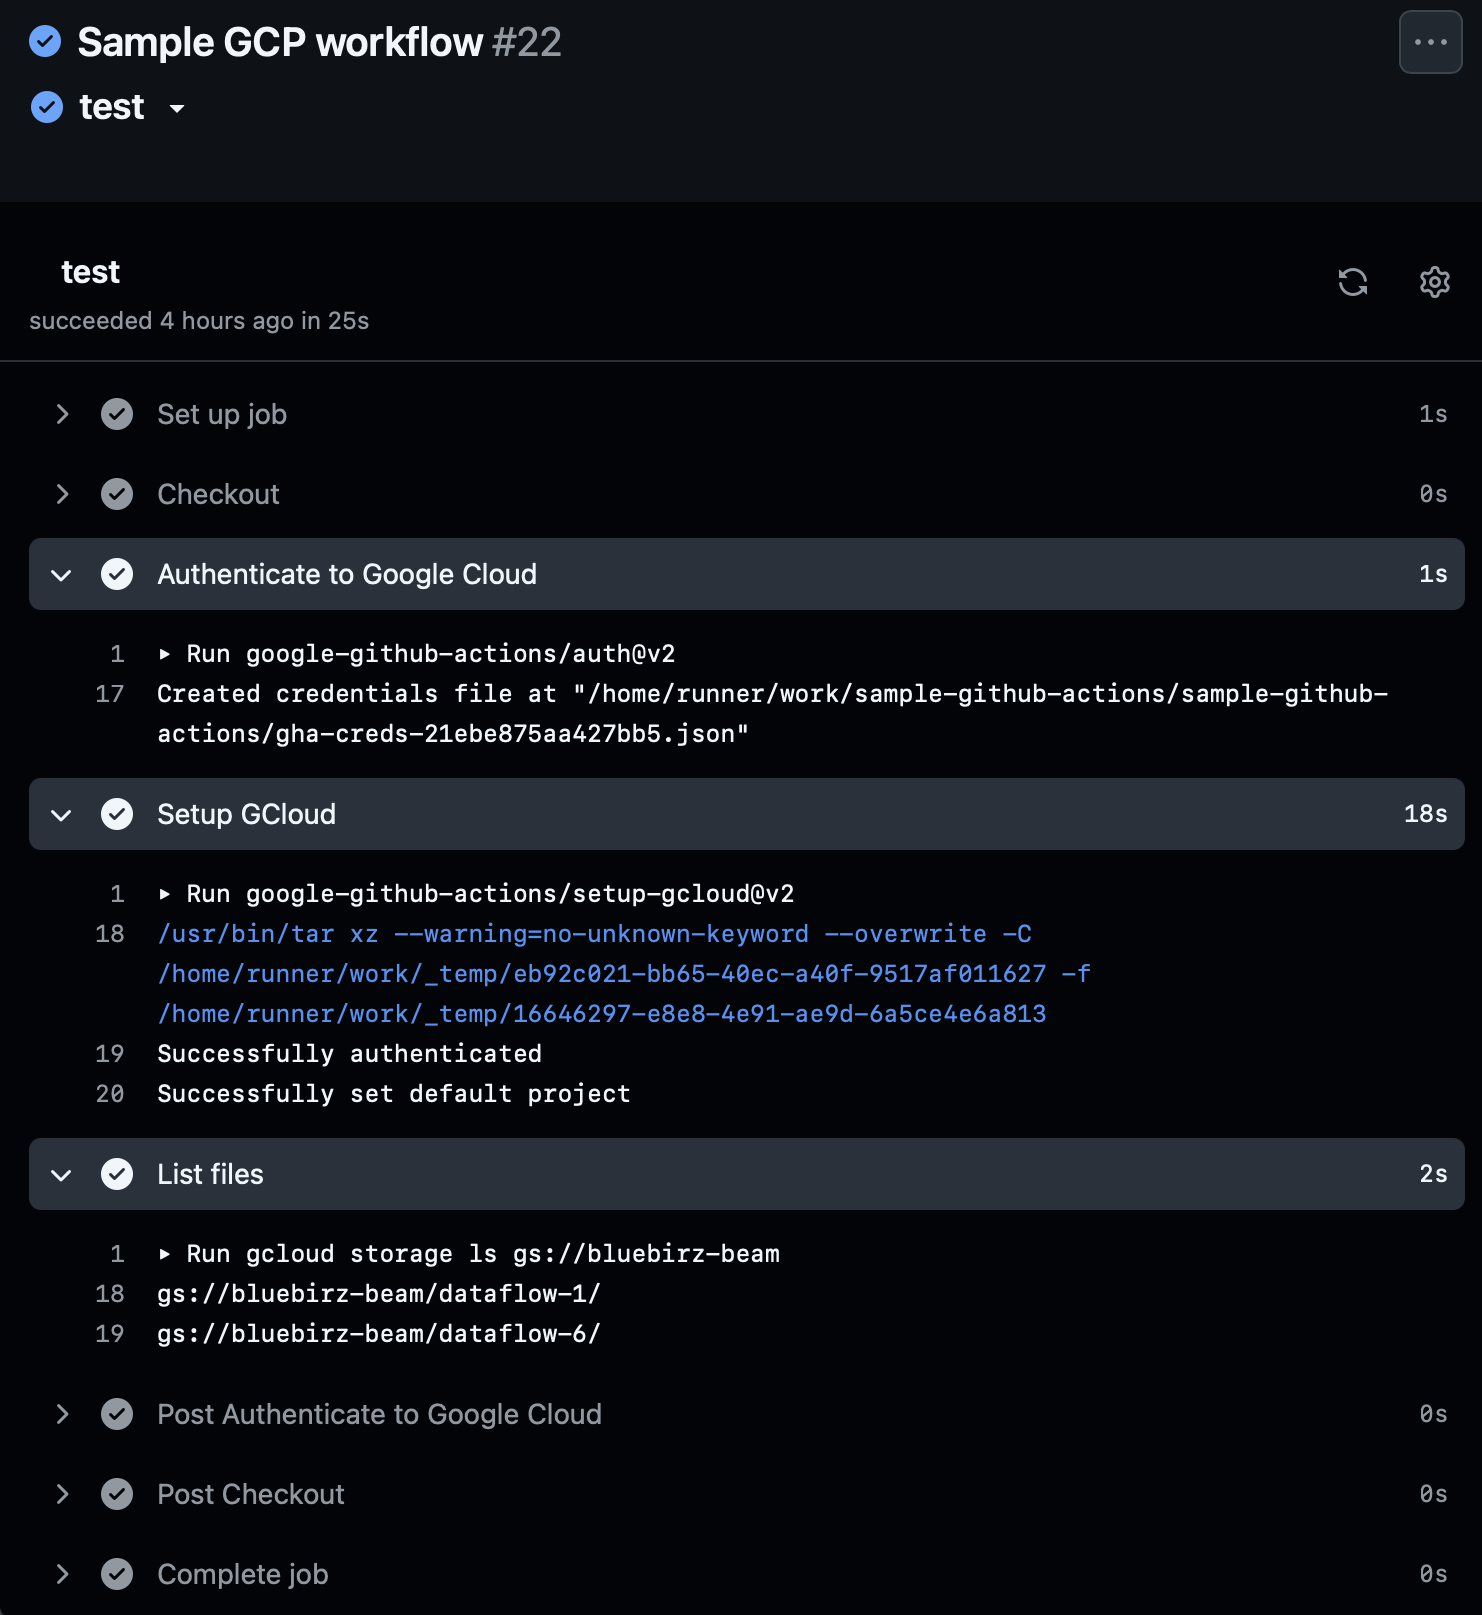 Sample GCP workflow #22
test
test
succeeded 4 hours ago in 25s
Set up job 1s
Checkout 0s
Authenticate to Google Cloud 1s
1 Run google-github-actions/auth@v2
17 Created credentials file at "/home/runner/work/sample-github-actions/sample-github-
actions/gha-creds-21ebe875aa427bb5.json"
Setup GCloud 18s
1 Run google-github-actions/setup-gcloud@v2
18 /usr/bin/tar xz --warning=no-unknown-keyword --overwrite -C
/home/runner/work/_temp/eb92c021-bb65-40ec-a40f-9517af011627 -f
/home/runner/work/_temp/16646297-e8e8-4e91-ae9d-6a5ce4e6a813
19 Successfully authenticated
20 Successfully set default project
List files 2s
1 Run gcloud storage ls gs://bluebirz-beam
18 gs://bluebirz-beam/dataflow-1/
19 gs://bluebirz-beam/dataflow-6/
Post Authenticate to Google Cloud 0s
Post Checkout 0s
Complete job 0s